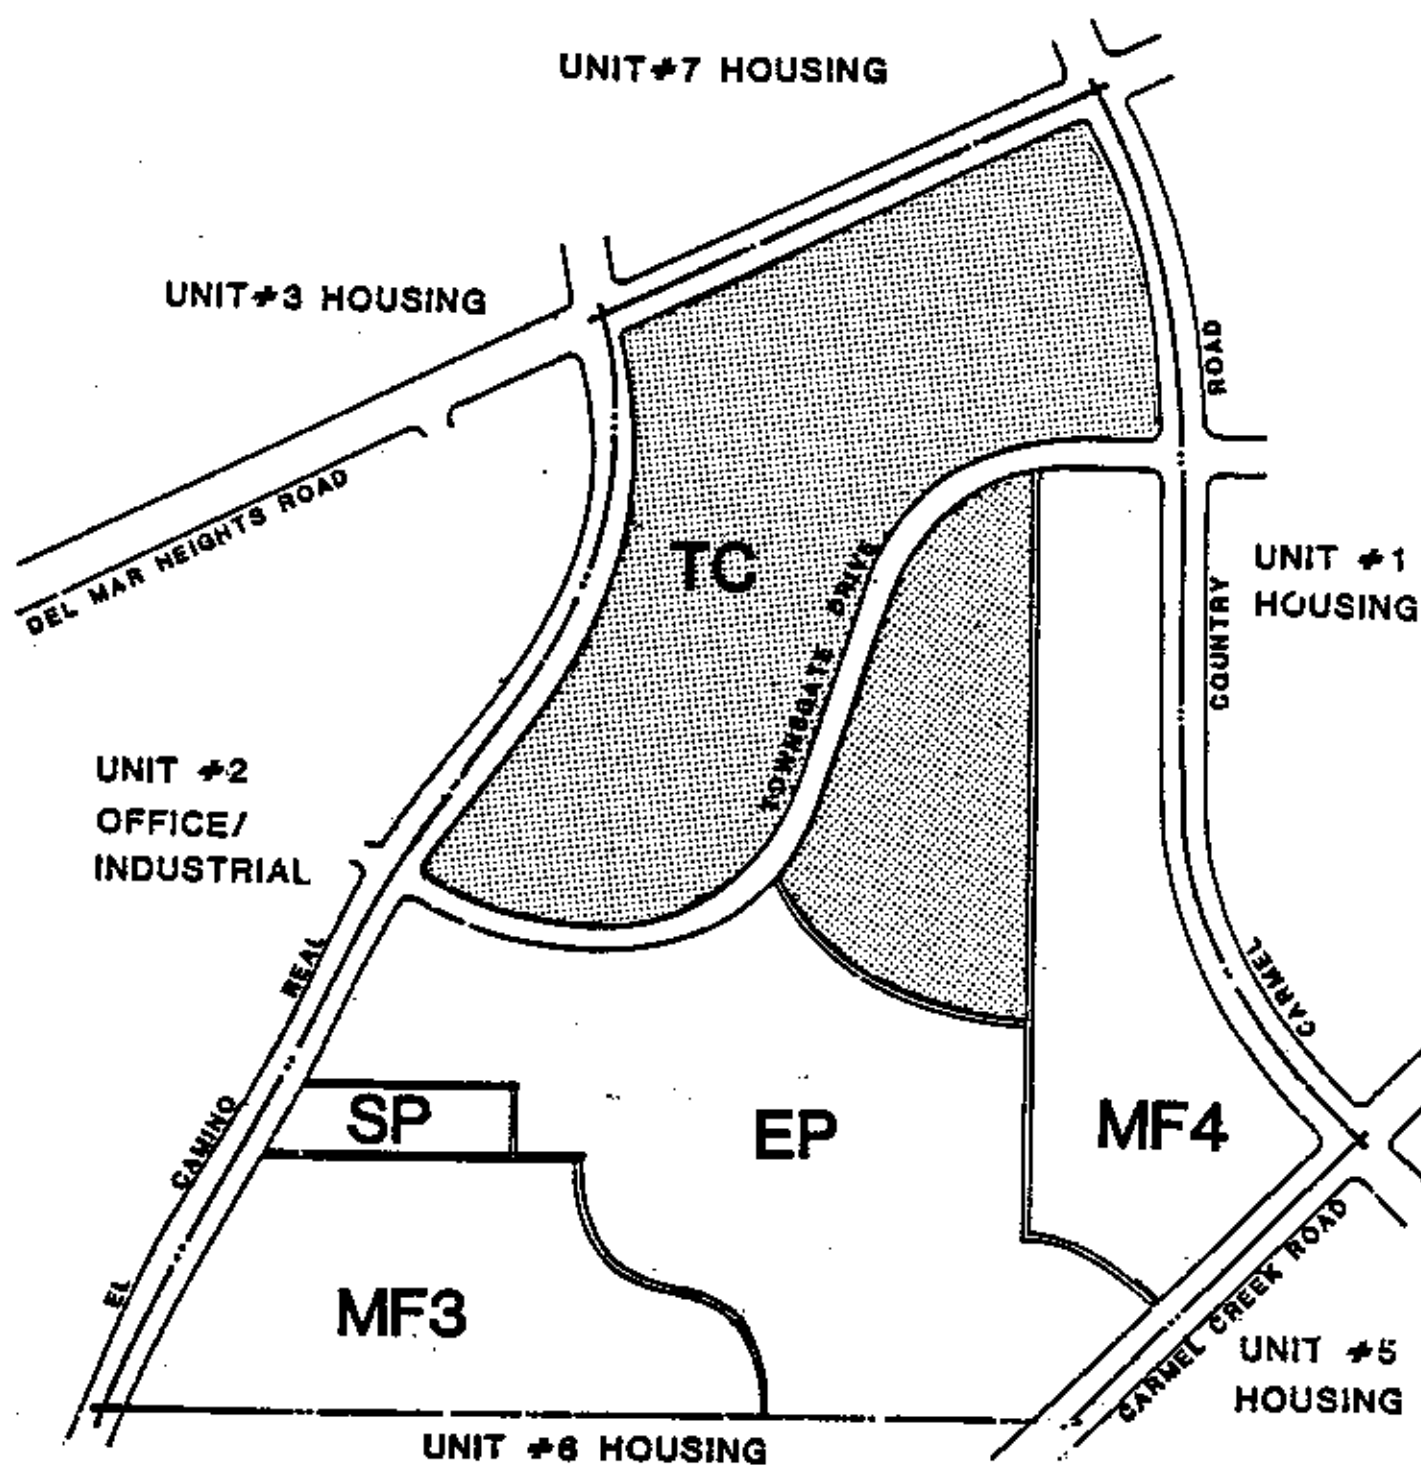 UNIT #7 HOUSING
UNIT #3 HOUSING
ROAD
DEL MAR HEIGHTS ROAD
TC
TOWNSGATE DRIVE
UNIT #1
HOUSING
COUNTRY
UNIT #2
OFFICE/
INDUSTRIAL
REAL
CARMEL
SP
EP
MF4
CAMINO
EL
MF3
CARMEL CREEK ROAD
UNIT #5
HOUSING
UNIT #6 HOUSING